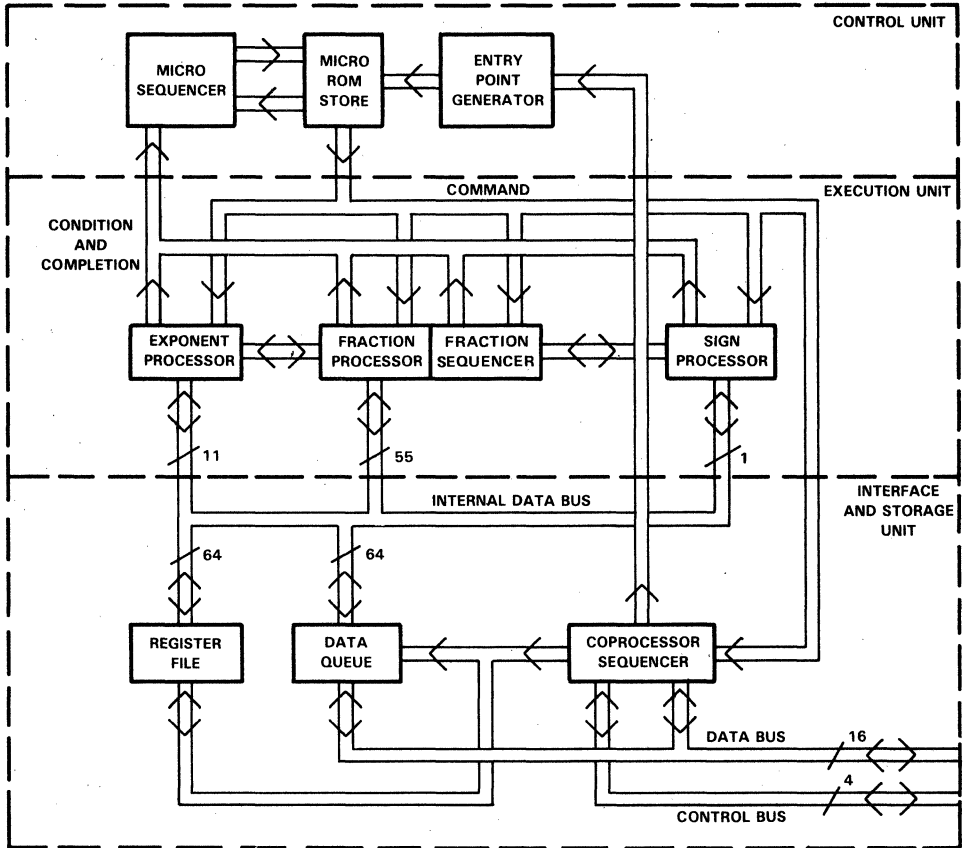 CONTROL UNIT
MICRO
SEQUENCER
MICRO
ROM
STORE
ENTRY
POINT
GENERATOR
COMMAND
EXECUTION UNIT
CONDITION
AND
COMPLETION
EXPONENT
PROCESSOR
FRACTION
PROCESSOR
FRACTION
SEQUENCER
SIGN
PROCESSOR
11
55
1
INTERNAL DATA BUS
INTERFACE
AND STORAGE
UNIT
64
64
REGISTER
FILE
DATA
QUEUE
COPROCESSOR
SEQUENCER
DATA BUS
16
4
CONTROL BUS